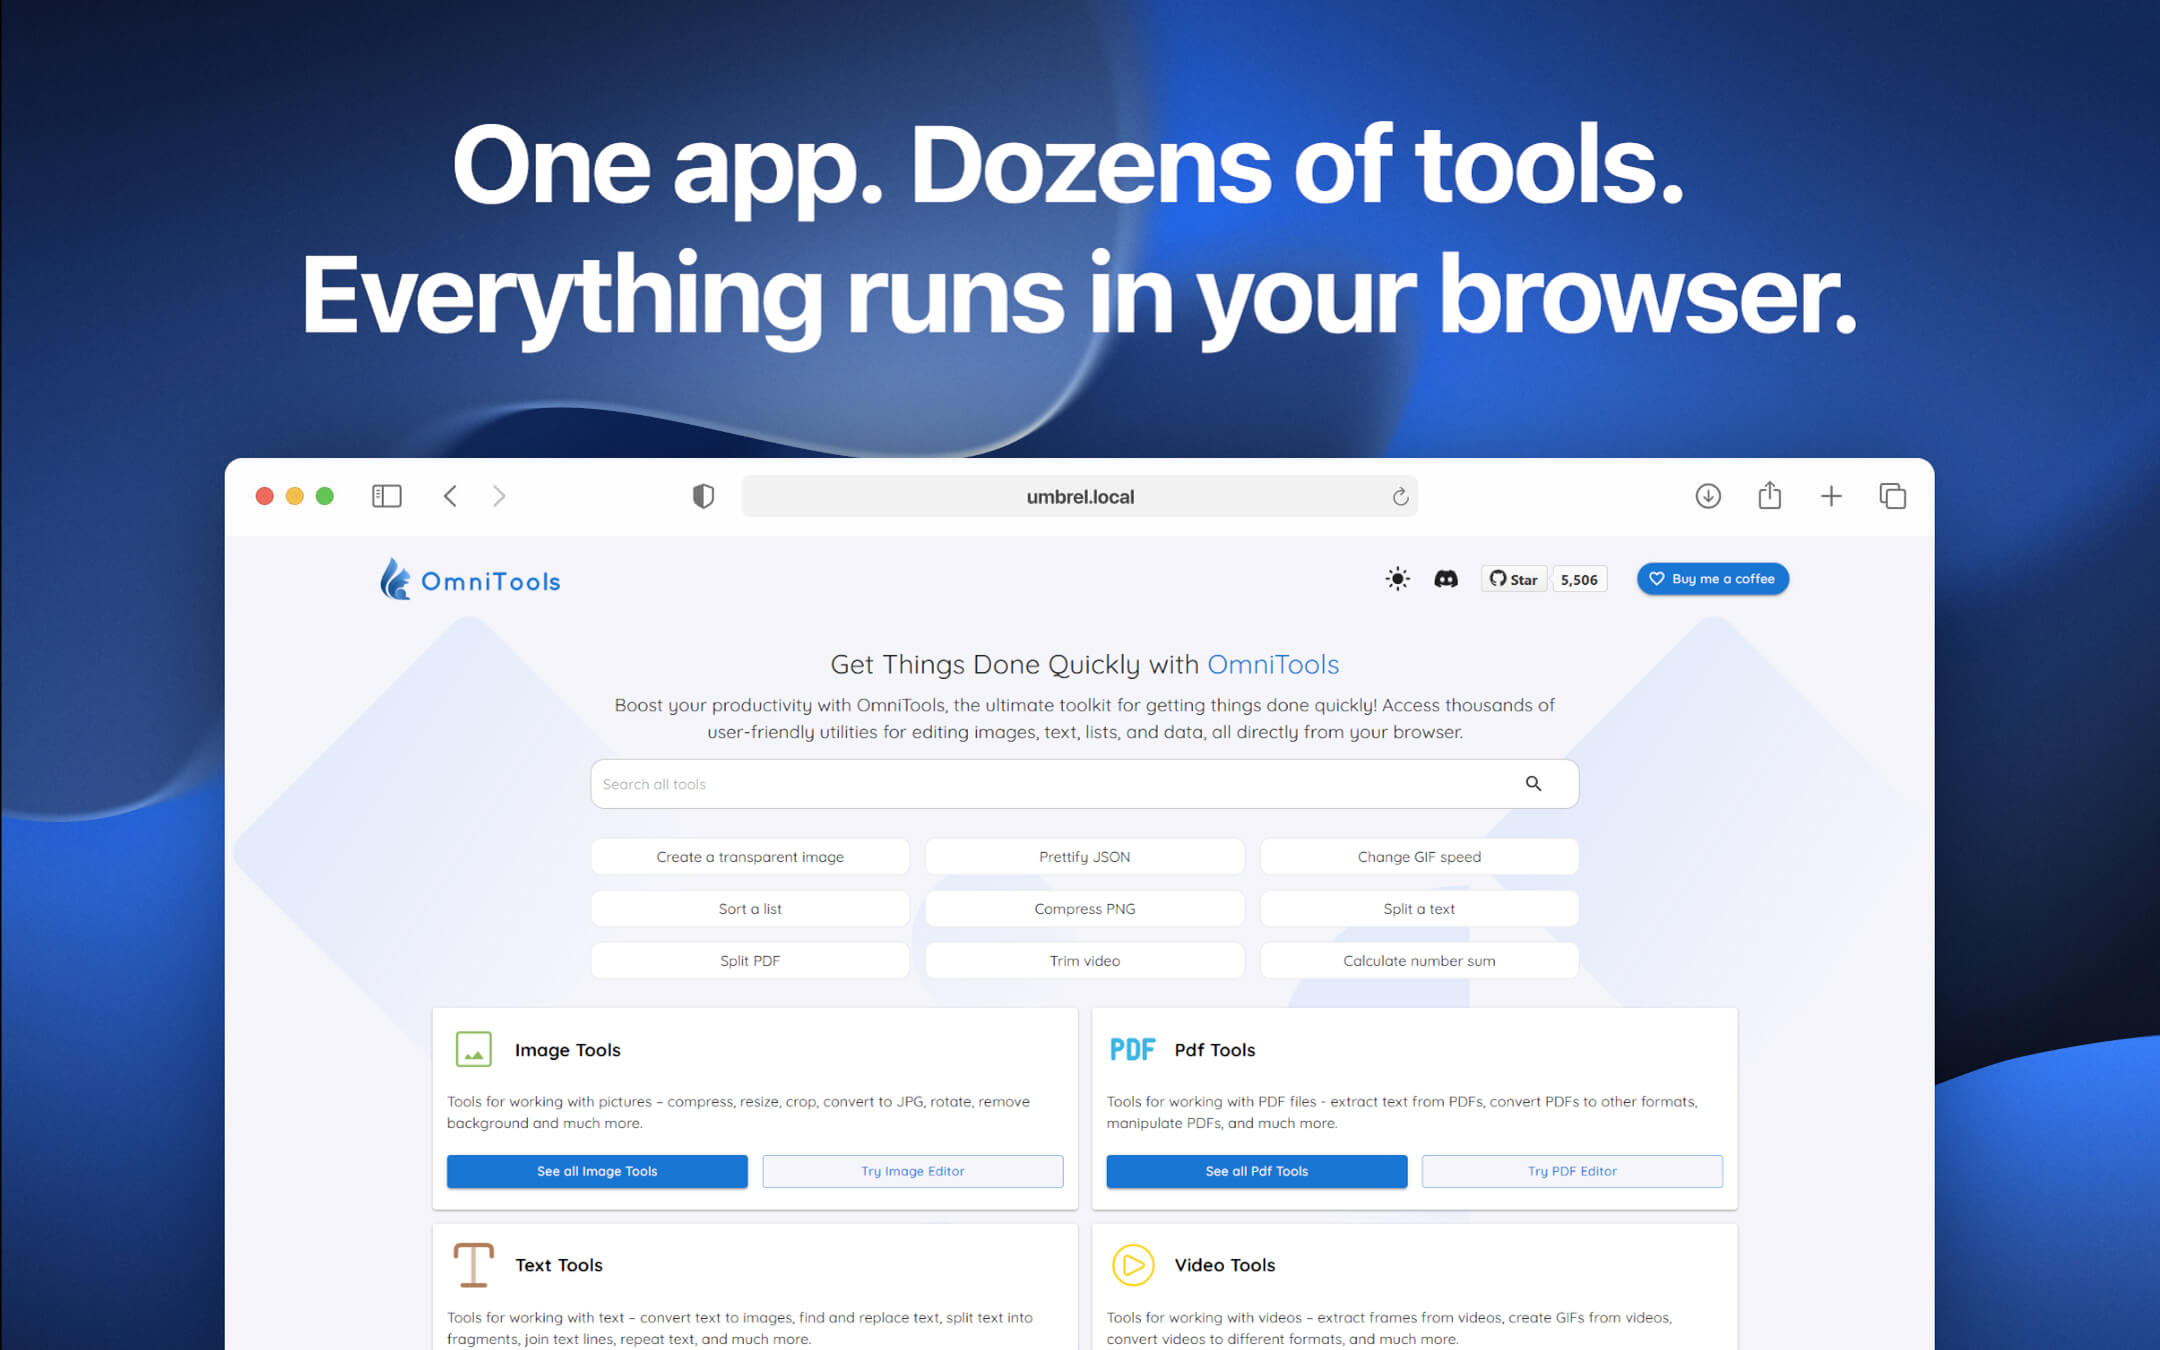 One app. Dozens of tools.
Everything runs in your browser.
umbrel.local
OmniTools
Star
5,506
Buy me a coffee
Get Things Done Quickly with OmniTools
Boost your productivity with OmniTools, the ultimate toolkit for getting things done quickly! Access thousands of
user-friendly utilities for editing images, text, lists, and data, all directly from your browser.
Search all tools
Create a transparent image
Prettify JSON
Change GIF speed
Sort a list
Compress PNG
Split a text
Split PDF
Trim video
Calculate number sum
Image Tools
Tools for working with pictures – compress, resize, crop, convert to JPG, rotate, remove
background and much more.
See all Image Tools
Try Image Editor
PDF
Pdf Tools
Tools for working with PDF files - extract text from PDFs, convert PDFs to other formats,
manipulate PDFs, and much more.
See all Pdf Tools
Try PDF Editor
Text Tools
Tools for working with text – convert text to images, find and replace text, split text into
fragments, join text lines, repeat text, and much more.
Video Tools
Tools for working with videos – extract frames from videos, create GIFs from videos,
convert videos to different formats, and much more.